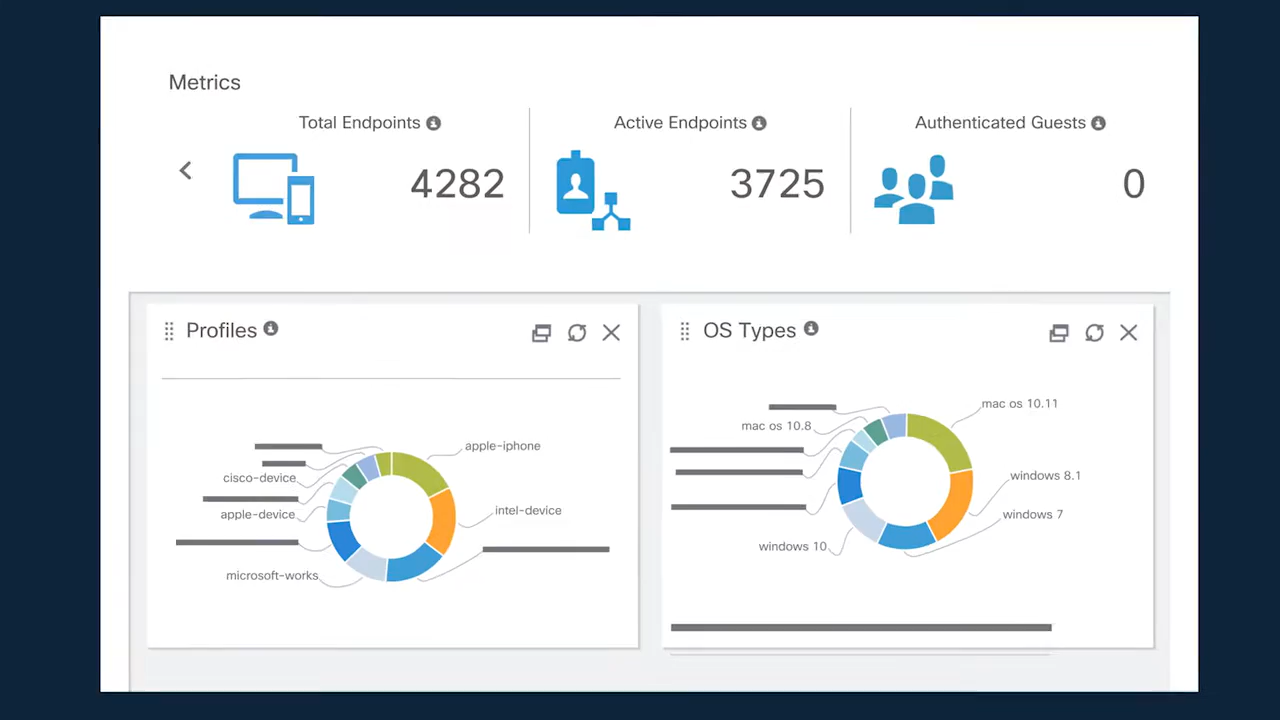 Metrics
Total Endpoints
Active Endpoints
Authenticated Guests
4282
3725
0
Profiles
OS Types
apple-iphone
cisco-device
apple-device
intel-device
microsoft-works
mac os 10.11
mac os 10.8
windows 8.1
windows 7
windows 10